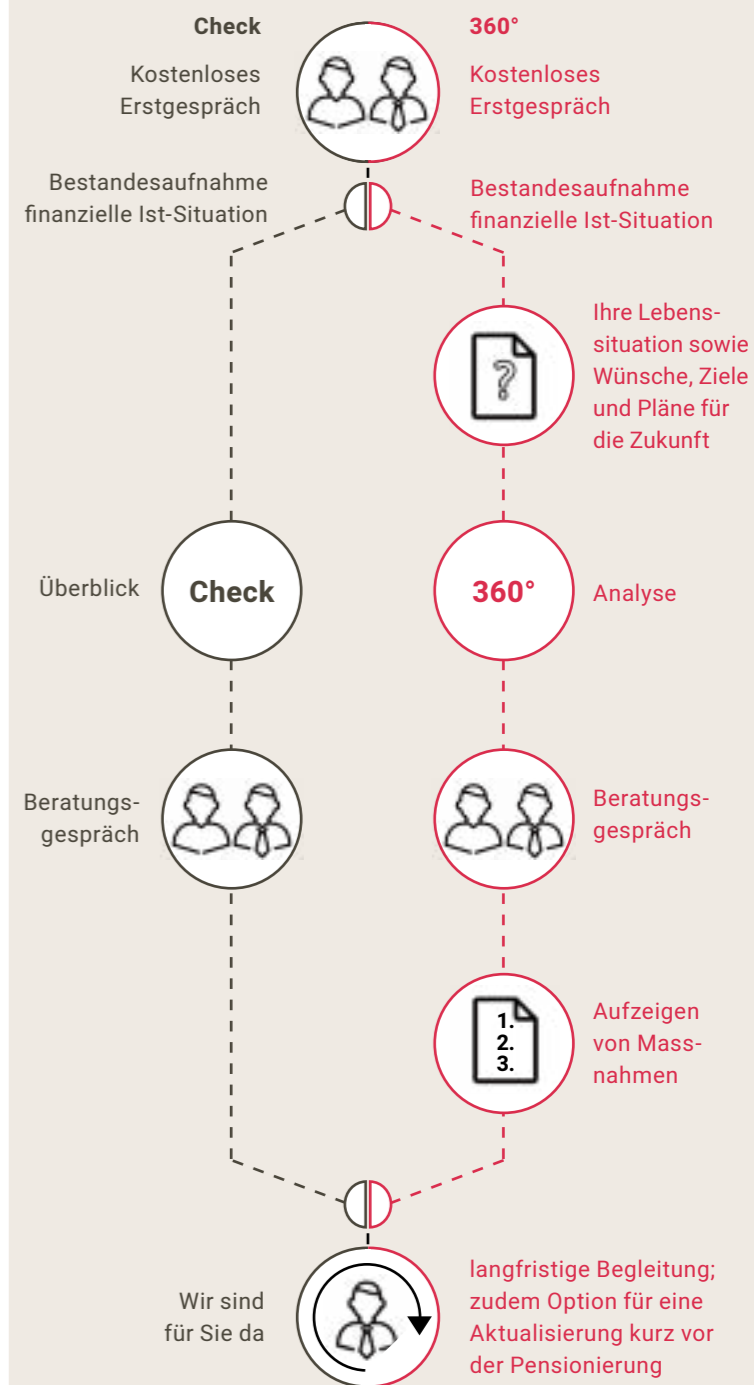 Check
360°
Kostenloses
Erstgespräch
Kostenloses
Erstgespräch
Bestandesaufnahme
finanzielle Ist-Situation
Bestandesaufnahme
finanzielle Ist-Situation
Ihre Lebens-
situation sowie
Wünsche, Ziele
und Pläne für
die Zukunft
?
Überblick
Check
360°
Analyse
Beratungs-
gespräch
Beratungs-
gespräch
1.
2.
3.
Aufzeigen
von Mass-
nahmen
Wir sind
für Sie da
langfristige Begleitung;
zudem Option für eine
Aktualisierung kurz vor
der Pensionierung